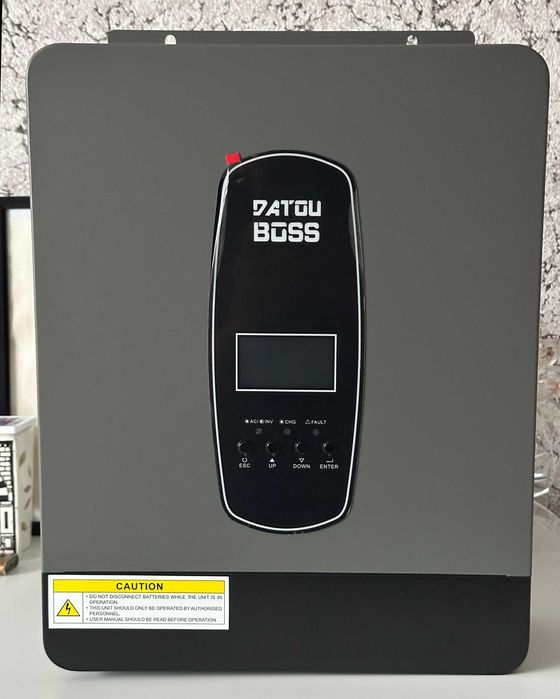 DATOU
BOSS
AC/ INV CHG FAULT
ESC UP DOWN ENTER
CAUTION
• DO NOT DISCONNECT BATTERIES WHILE THE UNIT IS IN
OPERATION.
• THIS UNIT SHOULD ONLY BE OPERATED BY AUTHORISED
PERSONNEL.
• USER MANUAL SHOULD BE READ BEFORE OPERATION.